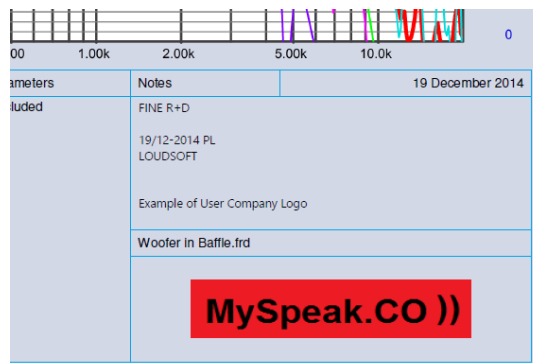 0
00 1.00k 2.00k 5.00k 10.0k
ameters Notes 19 December 2014
cluded FINE R+D
19/12-2014 PL
LOUDSOFT
Example of User Company Logo
Woofer in Baffle.frd
MySpeak.CO ))